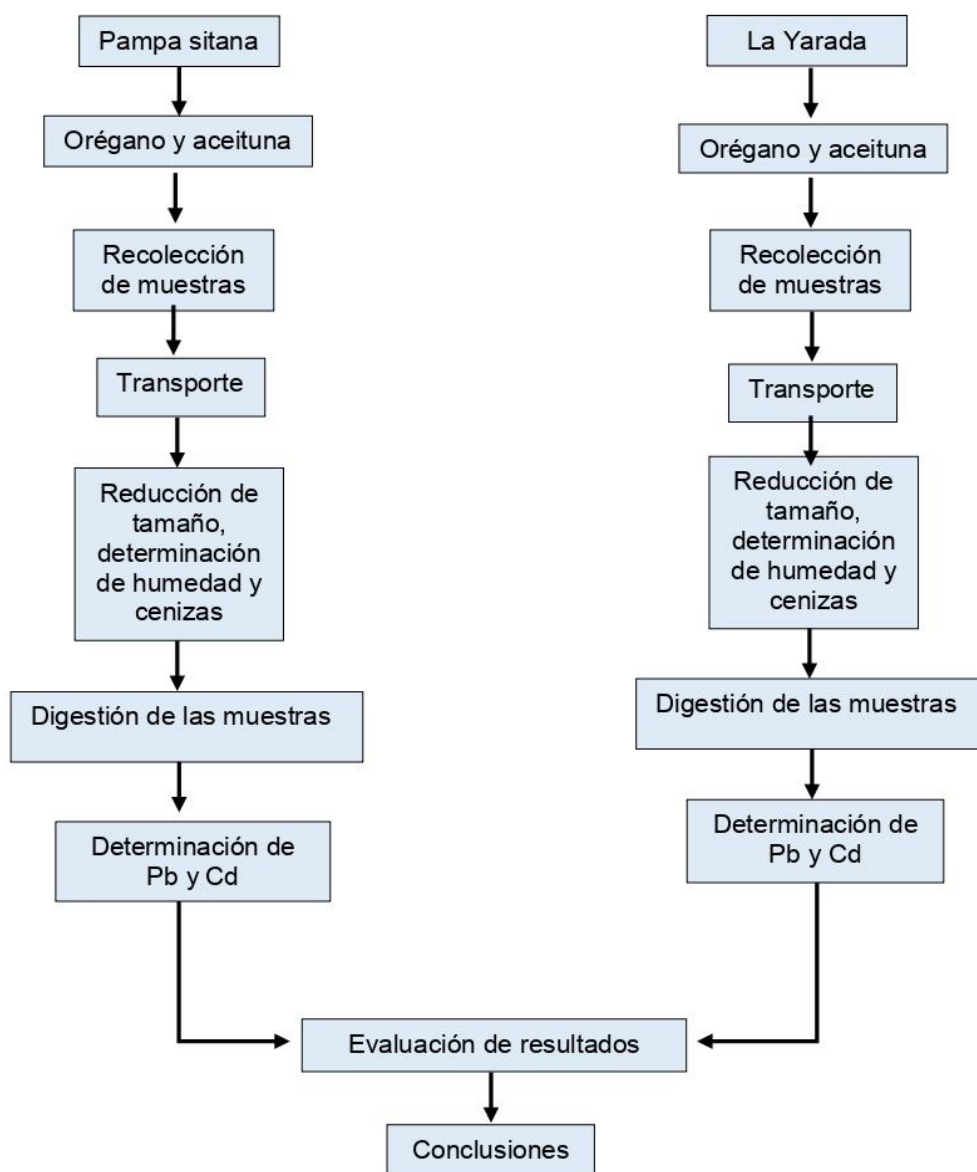 Pampa sitana
Orégano y aceituna
Recolección
de muestras
Transporte
Reducción de
tamaño,
determinación
de humedad y
cenizas
Digestión de las muestras
Determinación de
Pb y Cd
La Yarada
Orégano y aceituna
Recolección
de muestras
Transporte
Reducción de
tamaño,
determinación
de humedad y
cenizas
Digestión de las muestras
Determinación de
Pb y Cd
Evaluación de resultados
Conclusiones